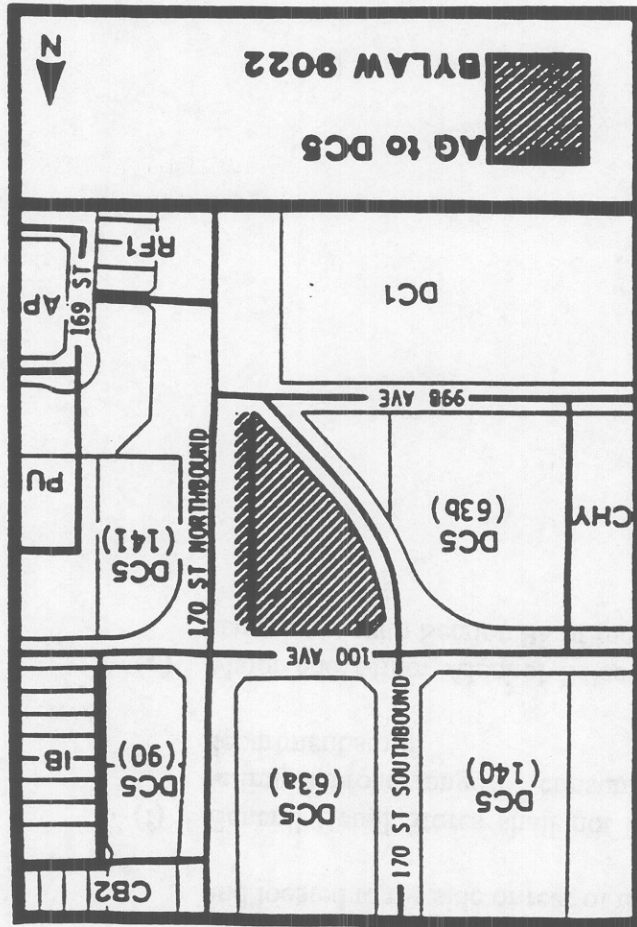 CB2
DC5
(140)
170 ST SOUTHBOUND
DC5
(63a)
DC5
(90)
IB
100 AVE
CHY
DC5
(63b)
170 ST NORTHBOUND
DC5
(141)
PU
99B AVE
DC1
AP
169 ST
RF1
AG to DC5
BYLAW 9022
N